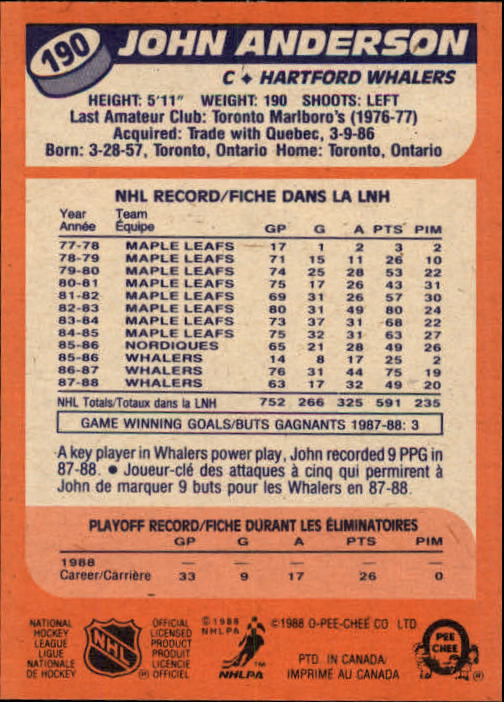 190 JOHN ANDERSON
C • HARTFORD WHALERS
HEIGHT: 5'11" WEIGHT: 190 SHOOTS: LEFT
Last Amateur Club: Toronto Marlboro's (1976-77)
Acquired: Trade with Quebec, 3-9-86
Born: 3-28-57, Toronto, Ontario Home: Toronto, Ontario
NHL RECORD/FICHE DANS LA LNH
Year Team
Année Équipe GP G A PTS PIM
77-78 MAPLE LEAFS 17 1 2 3 2
78-79 MAPLE LEAFS 71 15 11 26 10
79-80 MAPLE LEAFS 74 25 28 53 22
80-81 MAPLE LEAFS 75 17 26 43 31
81-82 MAPLE LEAFS 69 31 26 57 30
82-83 MAPLE LEAFS 80 31 49 80 24
83-84 MAPLE LEAFS 73 37 31 68 22
84-85 MAPLE LEAFS 75 32 31 63 27
85-86 NORDIQUES 65 21 28 49 26
85-86 WHALERS 14 8 17 25 2
86-87 WHALERS 76 31 44 75 19
87-88 WHALERS 63 17 32 49 20
NHL Totals/Totaux dans la LNH 752 266 325 591 235
GAME WINNING GOALS/BUTS GAGNANTS 1987-88: 3
A key player in Whalers power play, John recorded 9 PPG in
87-88. • Joueur-clé des attaques à cinq qui permirent à
John de marquer 9 buts pour les Whalers en 87-88.
PLAYOFF RECORD/FICHE DURANT LES ÉLIMINATOIRES
GP G A PTS PIM
1988 — — — — —
Career/Carrière 33 9 17 26 0
NATIONAL
HOCKEY
LEAGUE
LIGUE
NATIONALE
DE HOCKEY
NHL
OFFICIAL
LICENSED
PRODUCT
PRODUIT
LICENCIÉ
OFFICIEL
© 1988
NHLPA
NHLPA
© 1988 O-PEE-CHEE CO LTD.
PTD. IN CANADA
IMPRIMÉ AU CANADA
O PEE
CHEE